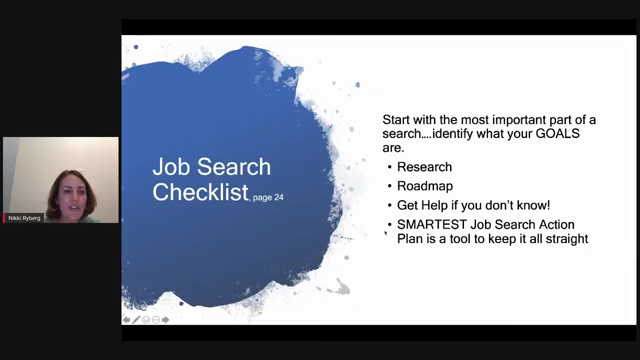 Nikki Ryberg
Job Search
Checklist, page 24
Start with the most important part of a
search....identify what your GOALS
are.
• Research
• Roadmap
• Get Help if you don't know!
• SMARTEST Job Search Action
Plan is a tool to keep it all straight